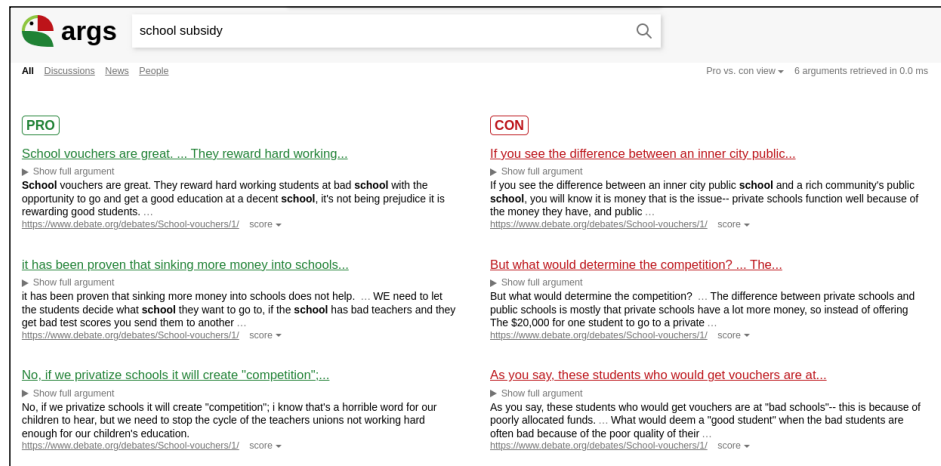 args
school subsidy
All Discussions News People
Pro vs. con view 6 arguments retrieved in 0.0 ms
PRO
School vouchers are great. ... They reward hard working...
Show full argument
School vouchers are great. They reward hard working students at bad school with the
opportunity to go and get a good education at a decent school, it's not being prejudice it is
rewarding good students. ...
https://www.debate.org/debates/School-vouchers/1/ score
it has been proven that sinking more money into schools...
Show full argument
it has been proven that sinking more money into schools does not help. ... WE need to let
the students decide what school they want to go to, if the school has bad teachers and they
get bad test scores you send them to another ...
https://www.debate.org/debates/School-vouchers/1/ score
No, if we privatize schools it will create "competition";...
Show full argument
No, if we privatize schools it will create "competition"; i know that's a horrible word for our
children to hear, but we need to stop the cycle of the teachers unions not working hard
enough for our children's education.
https://www.debate.org/debates/School-vouchers/1/ score
CON
If you see the difference between an inner city public...
Show full argument
If you see the difference between an inner city public school and a rich community's public
school, you will know it is money that is the issue-- private schools function well because of
the money they have, and public ...
https://www.debate.org/debates/School-vouchers/1/ score
But what would determine the competition? ... The...
Show full argument
But what would determine the competition? ... The difference between private schools and
public schools is mostly that private schools have a lot more money, so instead of offering
The $20,000 for one student to go to a private ...
https://www.debate.org/debates/School-vouchers/1/ score
As you say, these students who would get vouchers are at...
Show full argument
As you say, these students who would get vouchers are at "bad schools"-- this is because of
poorly allocated funds. ... What would deem a "good student" when the bad students are
often bad because of the poor quality of their ...
https://www.debate.org/debates/School-vouchers/1/ score